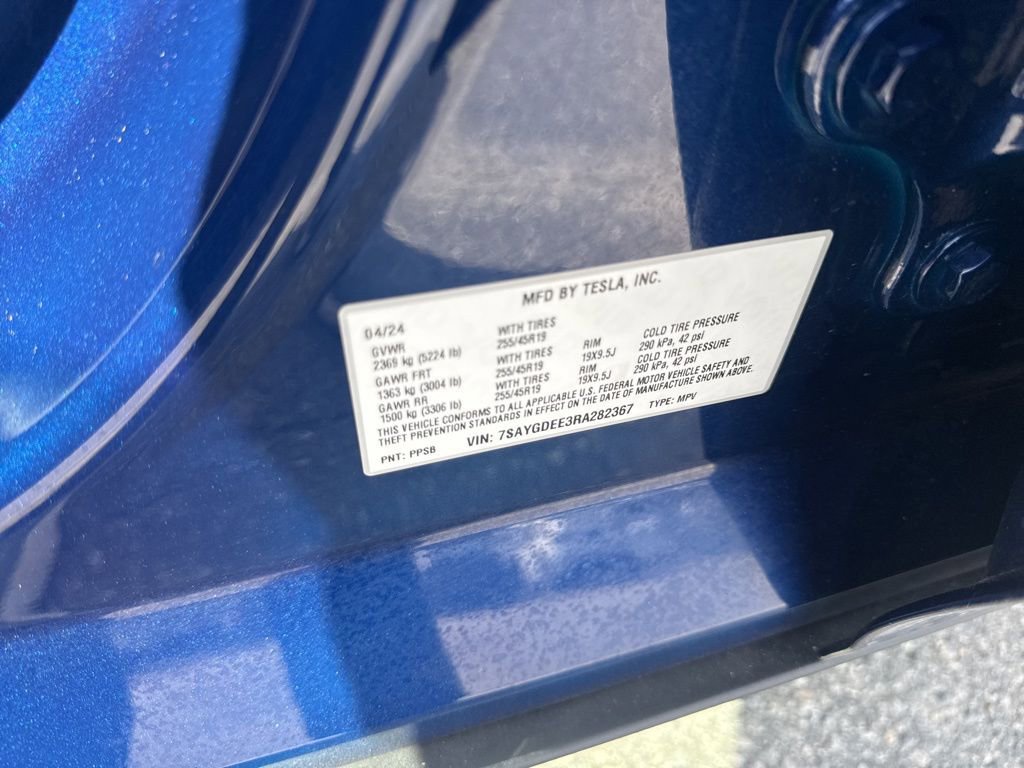 MFD BY TESLA, INC.
04/24
GVWR WITH TIRES
2369 kg (5224 lb) 255/45R19 RIM COLD TIRE PRESSURE
GAWR FRT WITH TIRES 19X9.5J 290 kPa, 42 psi
1363 kg (3004 lb) 255/45R19 RIM COLD TIRE PRESSURE
GAWR RR WITH TIRES 19X9.5J 290 kPa, 42 psi
1500 kg (3306 lb) 255/45R19
THIS VEHICLE CONFORMS TO ALL APPLICABLE U.S. FEDERAL MOTOR VEHICLE SAFETY AND
THEFT PREVENTION STANDARDS IN EFFECT ON THE DATE OF MANUFACTURE SHOWN ABOVE.
PNT: PPSB VIN: 7SAYGDEE3RA282367 TYPE: MPV